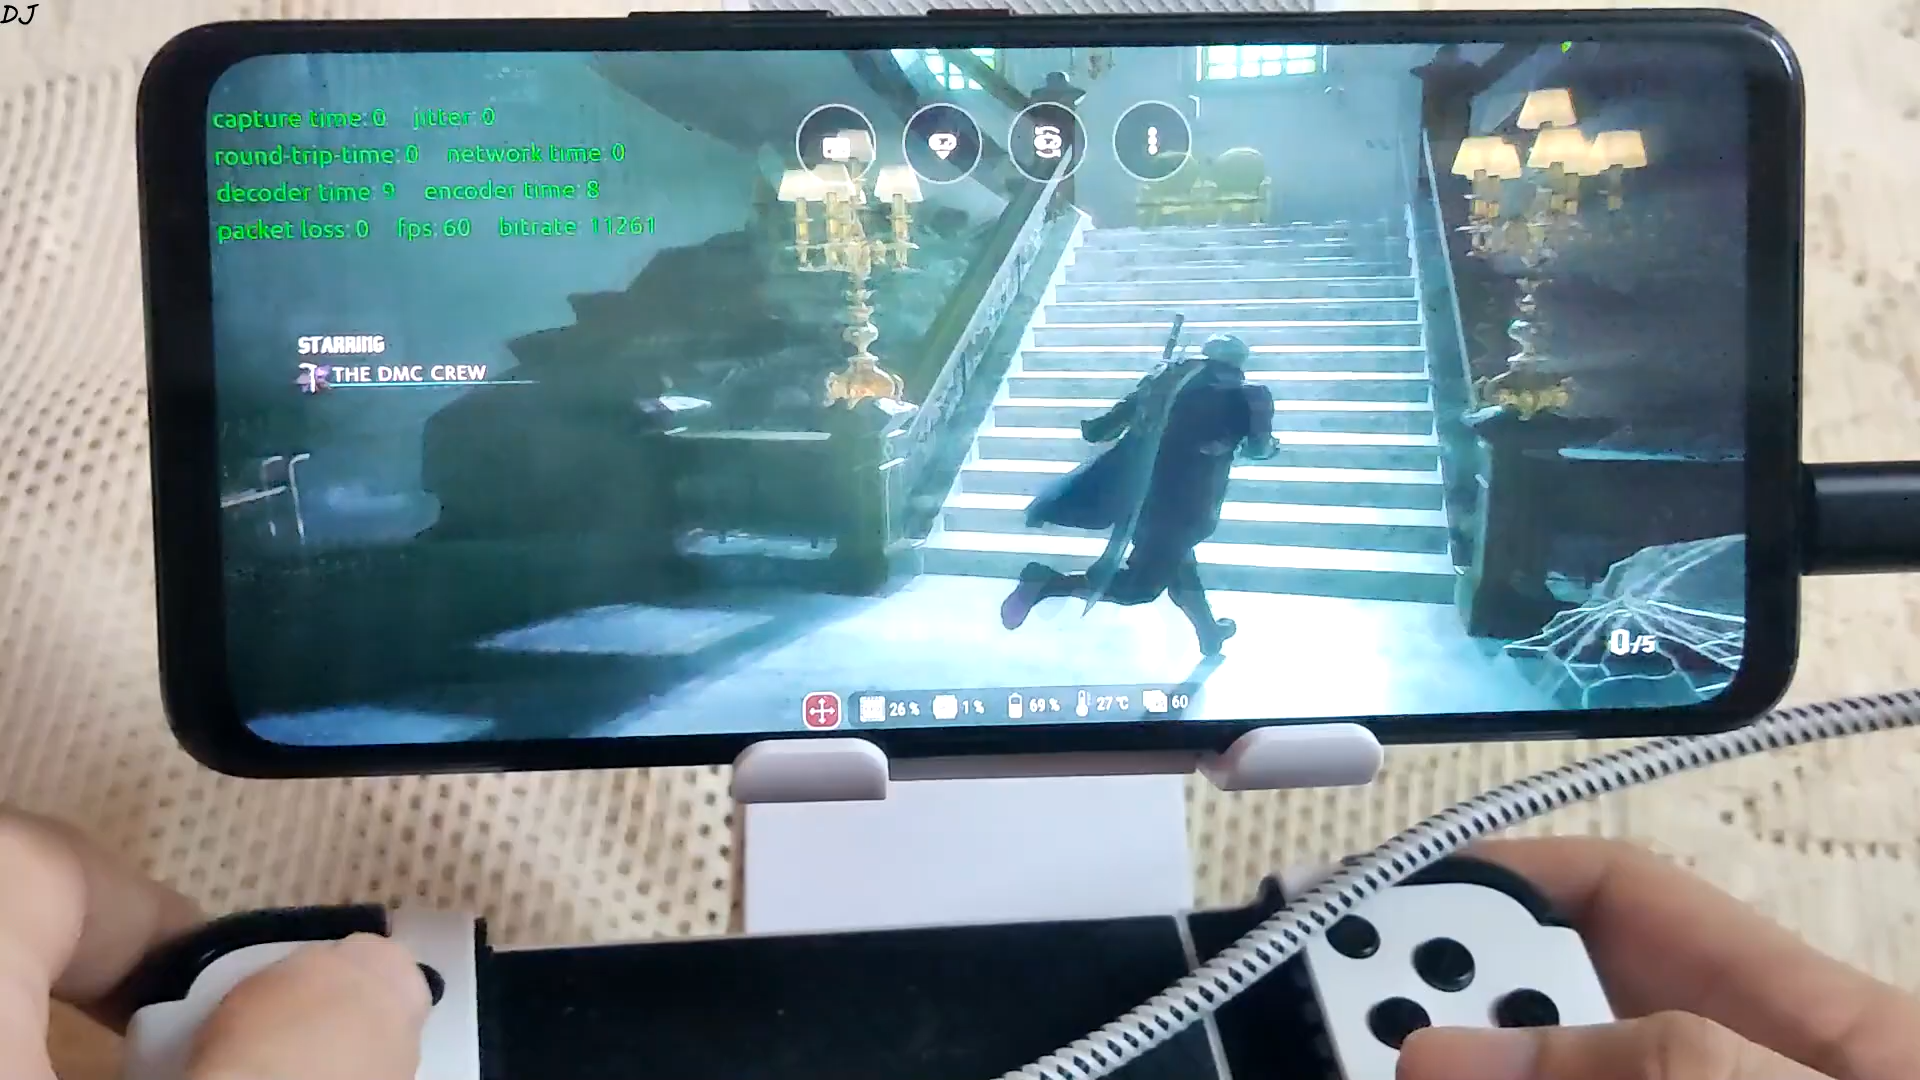 DJ
capture time: 0 jitter: 0
round-trip-time: 0 network time: 0
decoder time: 9 encoder time: 8
packet loss: 0 fps: 60 bitrate: 11261
STARRING
THE DMC CREW
0/5
26 % 1 % 69 % 27 °C 60